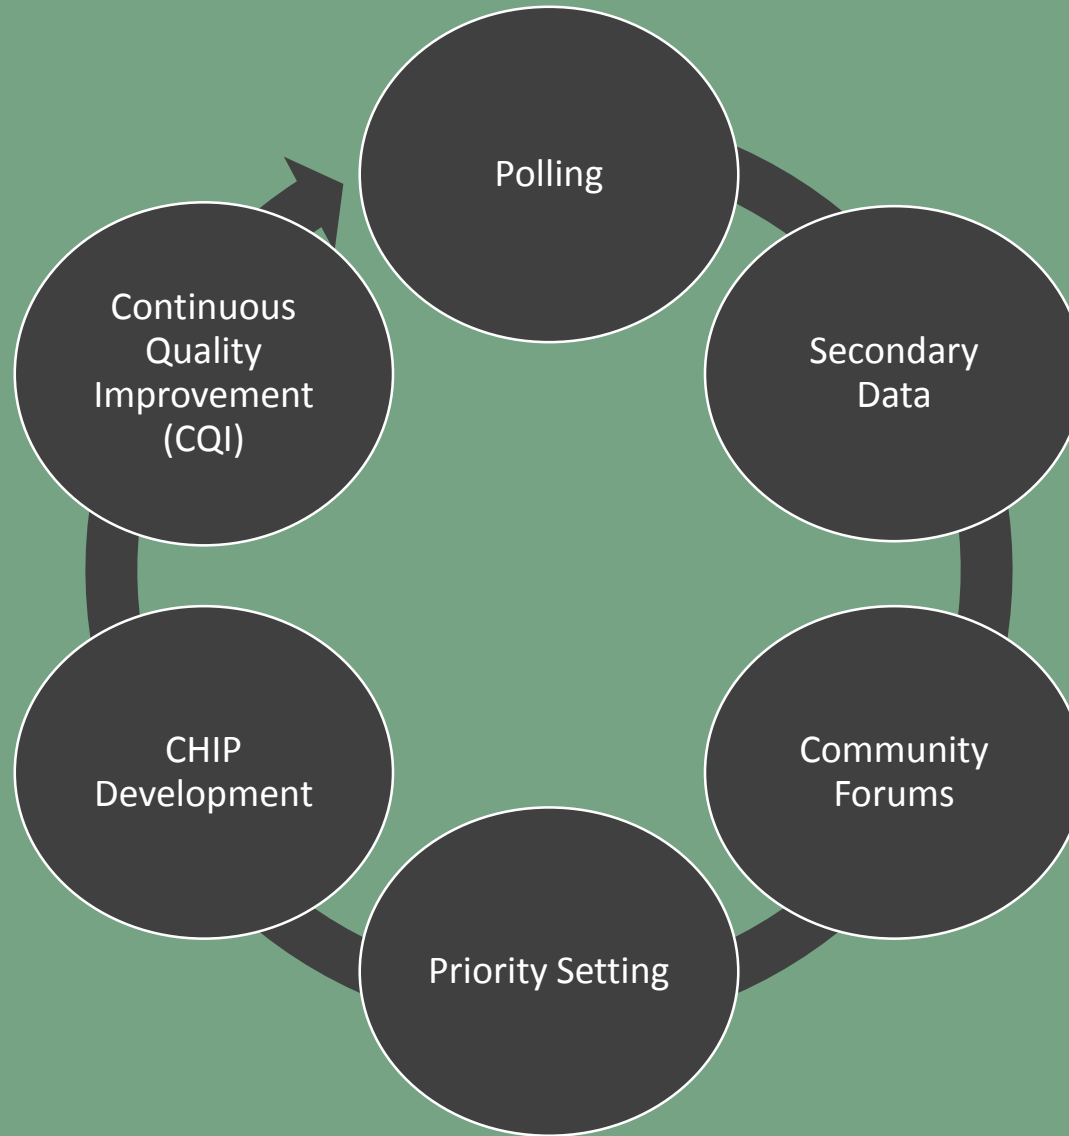 Polling
Secondary
Data
Community
Forums
Priority Setting
CHIP
Development
Continuous
Quality
Improvement
(CQI)